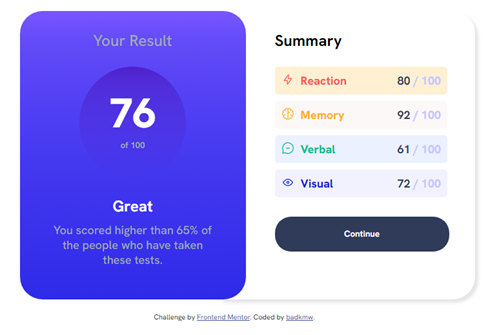 Your Result
76
of 100
Great
You scored higher than 65% of
the people who have taken
these tests.
Summary
Reaction 80 / 100
Memory 92 / 100
Verbal 61 / 100
Visual 72 / 100
Continue
Challenge by Frontend Mentor. Coded by badkmw.